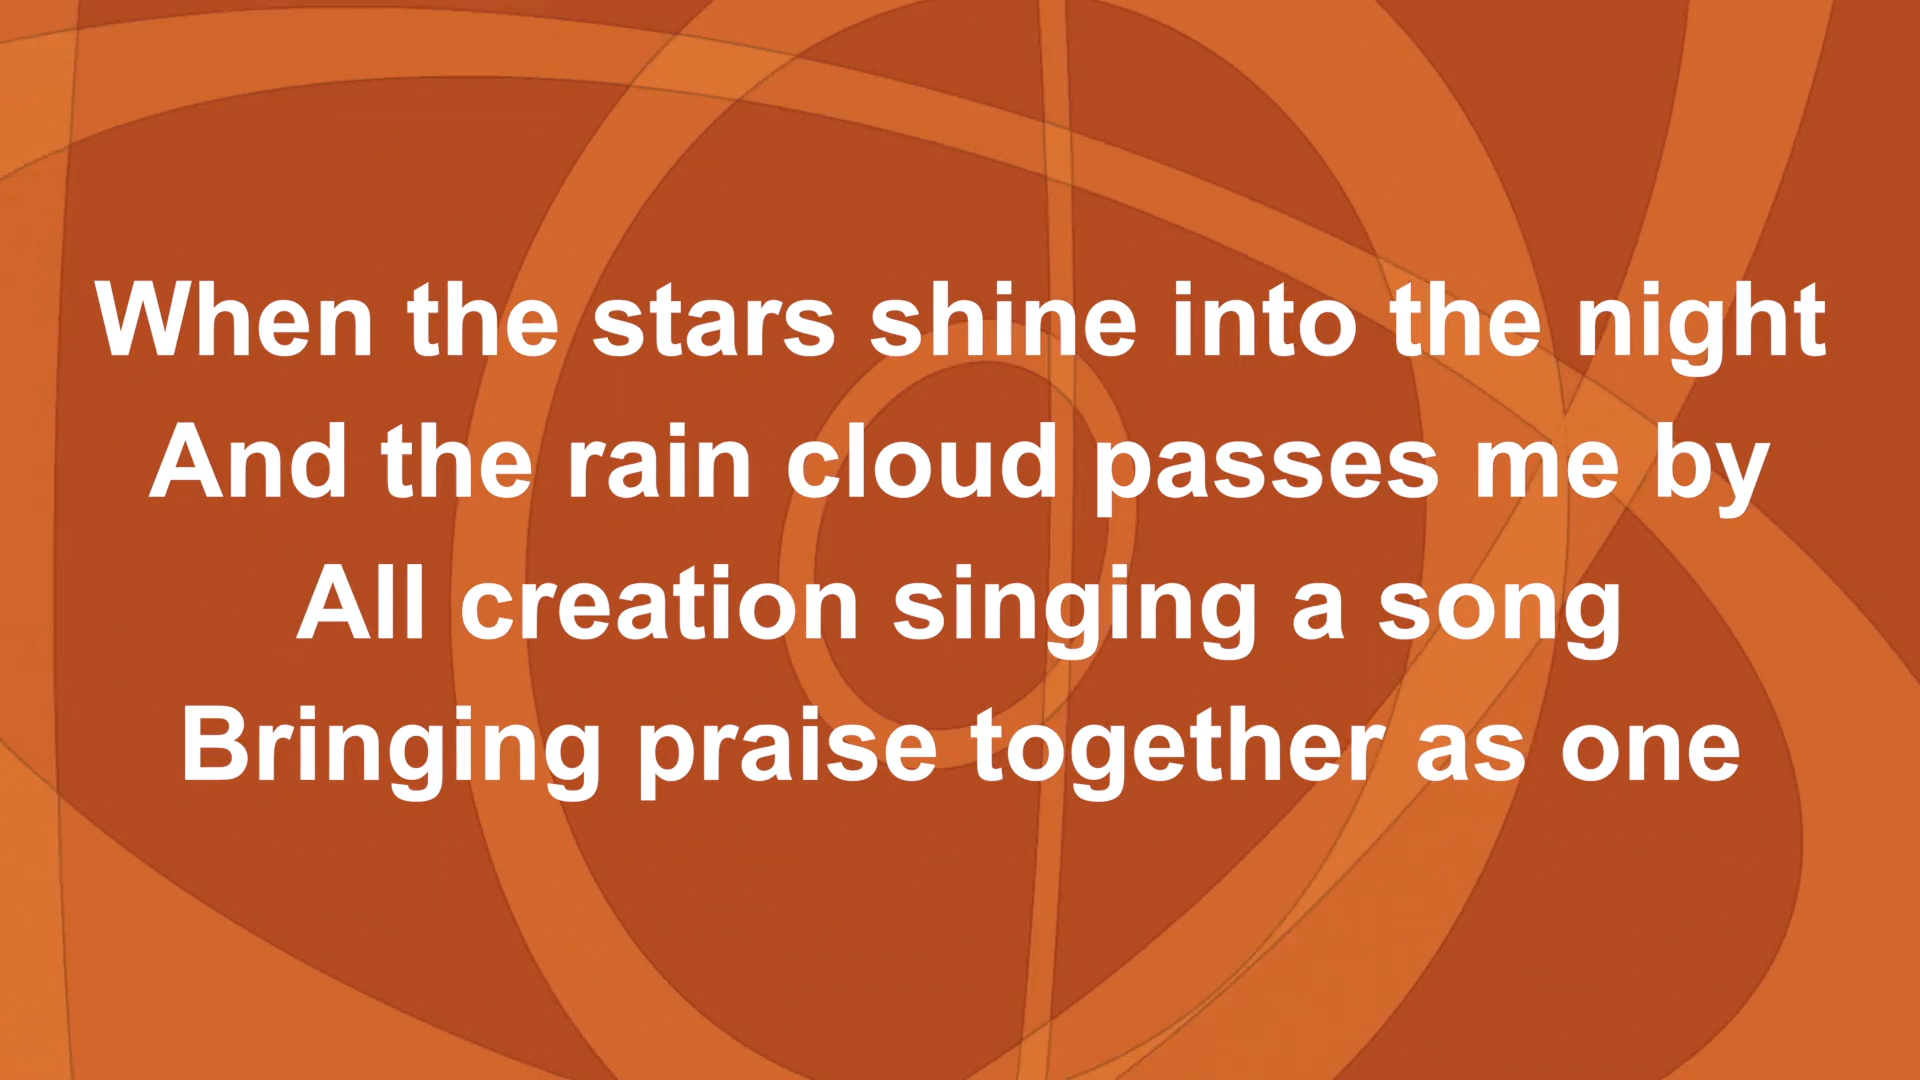 When the stars shine into the night
And the rain cloud passes me by
All creation singing a song
Bringing praise together as one